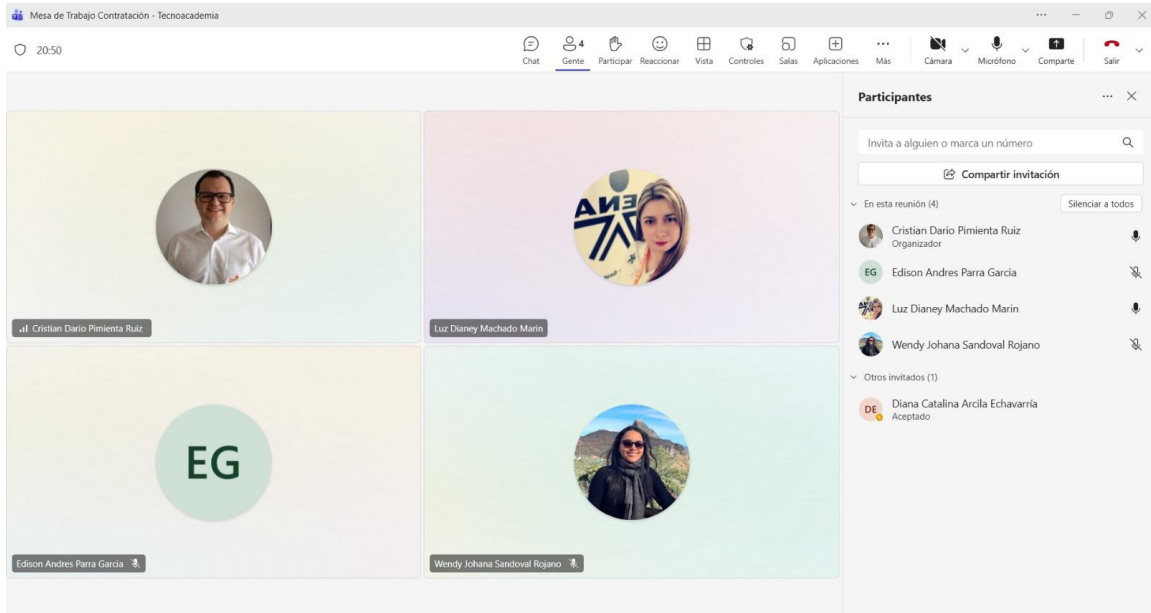 Mesa de Trabajo Contratación - Tecnoacademia
20:50
Chat
4
Gente
Participar
Reaccionar
Vista
Controles
Salas
Aplicaciones
Más
Cámara
Micrófono
Comparte
Salir
ENA
Cristian Dario Pimienta Ruiz
Luz Dianey Machado Marin
EG
Edison Andres Parra Garcia
Wendy Johana Sandoval Rojano
Participantes
Invita a alguien o marca un número
Compartir invitación
En esta reunión (4)
Silenciar a todos
Cristian Dario Pimienta Ruiz
Organizador
EG
Edison Andres Parra Garcia
Luz Dianey Machado Marin
Wendy Johana Sandoval Rojano
Otros invitados (1)
DE
Diana Catalina Arcila Echavarría
Aceptado